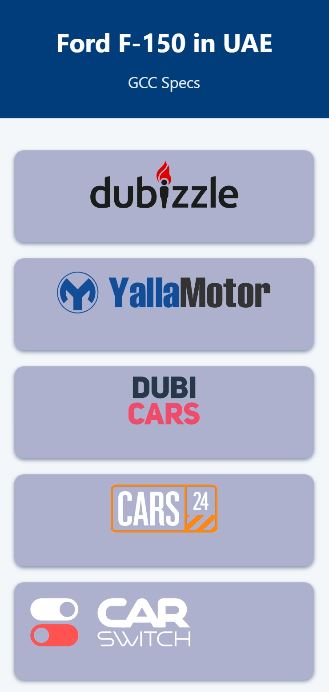 Ford F-150 in UAE
GCC Specs
dubizzle
YallaMotor
DUBI
CARS
CARS 24
CAR
SWITCH